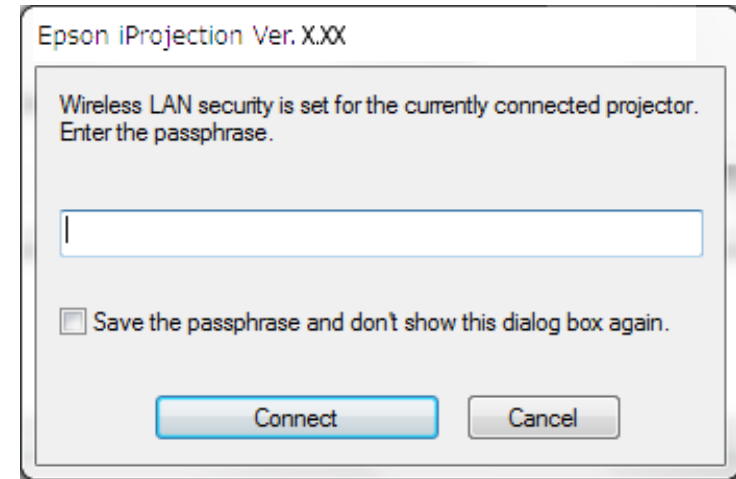 Epson iProjection Ver. X.XX
Wireless LAN security is set for the currently connected projector.
Enter the passphrase.
Save the passphrase and don't show this dialog box again.
Connect
Cancel